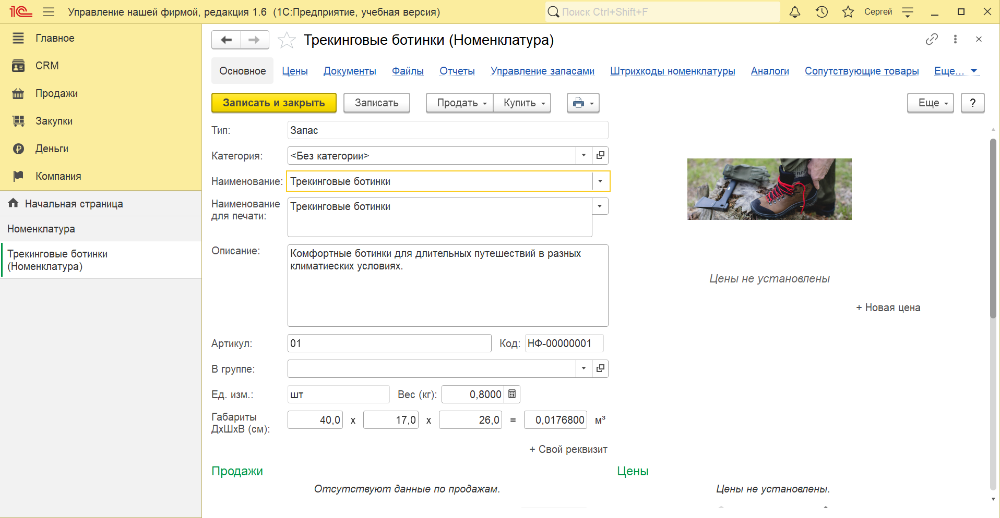 1С Управление нашей фирмой, редакция 1.6 (1С:Предприятие, учебная версия) Поиск Ctrl+Shift+F Сергей
Главное
CRM
Продажи
Закупки
Деньги
Компания
Начальная страница
Номенклатура
Трекинговые ботинки
(Номенклатура)
Трекинговые ботинки (Номенклатура)
Основное Цены Документы Файлы Отчеты Управление запасами Штрихкоды номенклатуры Аналоги Сопутствующие товары Еще...
Записать и закрыть Записать Продать Купить Еще ?
Тип: Запас
Категория: <Без категории>
Наименование: Трекинговые ботинки
Наименование
для печати: Трекинговые ботинки
Описание: Комфортные ботинки для длительных путешествий в разных
климатиеских условиях.
Цены не установлены
+ Новая цена
Артикул: 01 Код: НФ-00000001
В группе:
Ед. изм.: шт Вес (кг): 0,8000
Габариты
ДхШхВ (см): 40,0 x 17,0 x 26,0 = 0,0176800 м³
+ Свой реквизит
Продажи
Отсутствуют данные по продажам.
Цены
Цены не установлены.